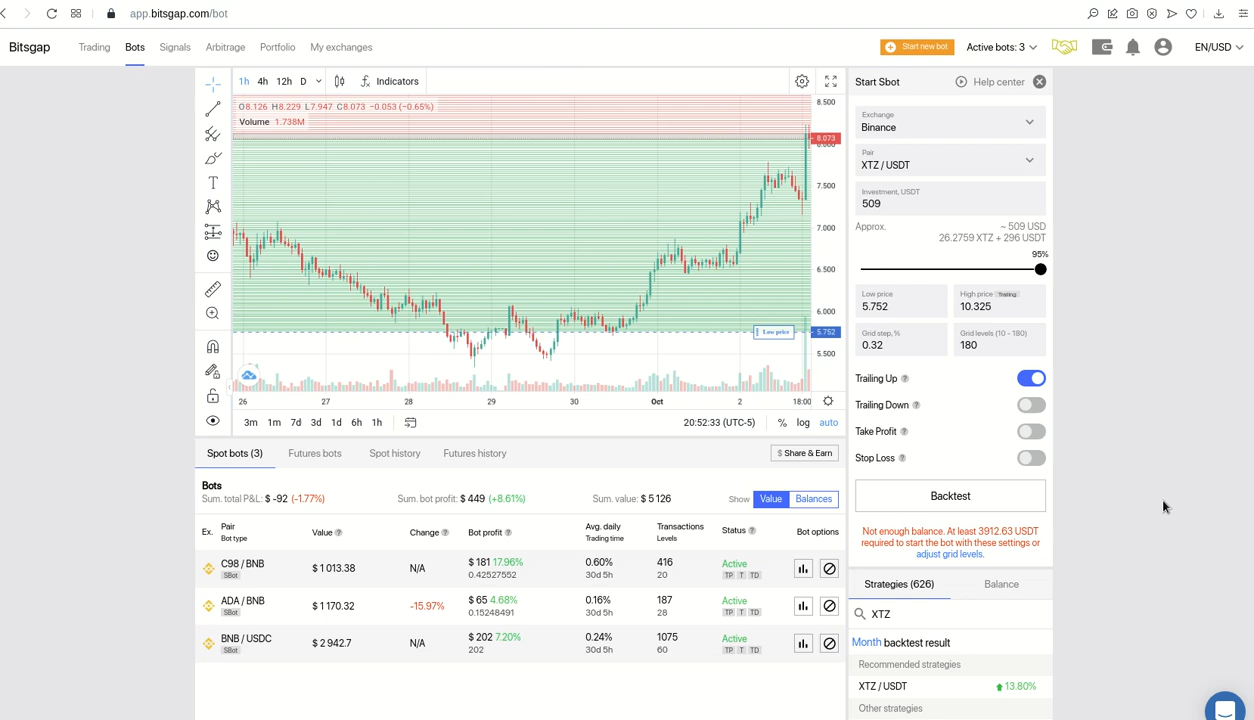 app.bitsgap.com/bot
Bitsgap Trading Bots Signals Arbitrage Portfolio My exchanges Start new bot Active bots: 3 EN/USD
1h 4h 12h D Indicators
O8.126 H8.229 L7.947 C8.073 −0.053 (−0.65%)
Volume 1.738M
8.500
8.073
8.000
7.500
7.000
6.500
6.000
Low price 5.752
5.500
26 27 28 29 30 Oct 2 18:00
3m 1m 7d 3d 1d 6h 1h 20:52:33 (UTC-5) % log auto
Spot bots (3) Futures bots Spot history Futures history $ Share & Earn
Bots
Sum. total P&L: $ -92 (-1.77%) Sum. bot profit: $ 449 (+8.61%) Sum. value: $ 5 126 Show Value Balances
Ex. Pair Value ? Change ? Bot profit ? Avg. daily Transactions Status ? Bot options
Bot type Trading time Levels
C98 / BNB $ 1 013.38 N/A $ 181 17.96% 0.60% 416 Active
SBot 0.42527552 30d 5h 20 TP T TD
ADA / BNB $ 1 170.32 -15.97% $ 65 4.68% 0.16% 187 Active
SBot 0.15248491 30d 5h 28 TP T TD
BNB / USDC $ 2 942.7 N/A $ 202 7.20% 0.24% 1075 Active
SBot 202 30d 5h 60 TP T TD
Start Sbot Help center
Exchange
Binance
Pair
XTZ / USDT
Investment, USDT
509
Approx. ~ 509 USD
26.2759 XTZ + 296 USDT
95%
Low price High price Trailing
5.752 10.325
Grid step, % Grid levels (10 - 180)
0.32 180
Trailing Up ?
Trailing Down ?
Take Profit ?
Stop Loss ?
Backtest
Not enough balance. At least 3912.63 USDT
required to start the bot with these settings or
adjust grid levels.
Strategies (626) Balance
XTZ
Month backtest result
Recommended strategies
XTZ / USDT 13.80%
Other strategies